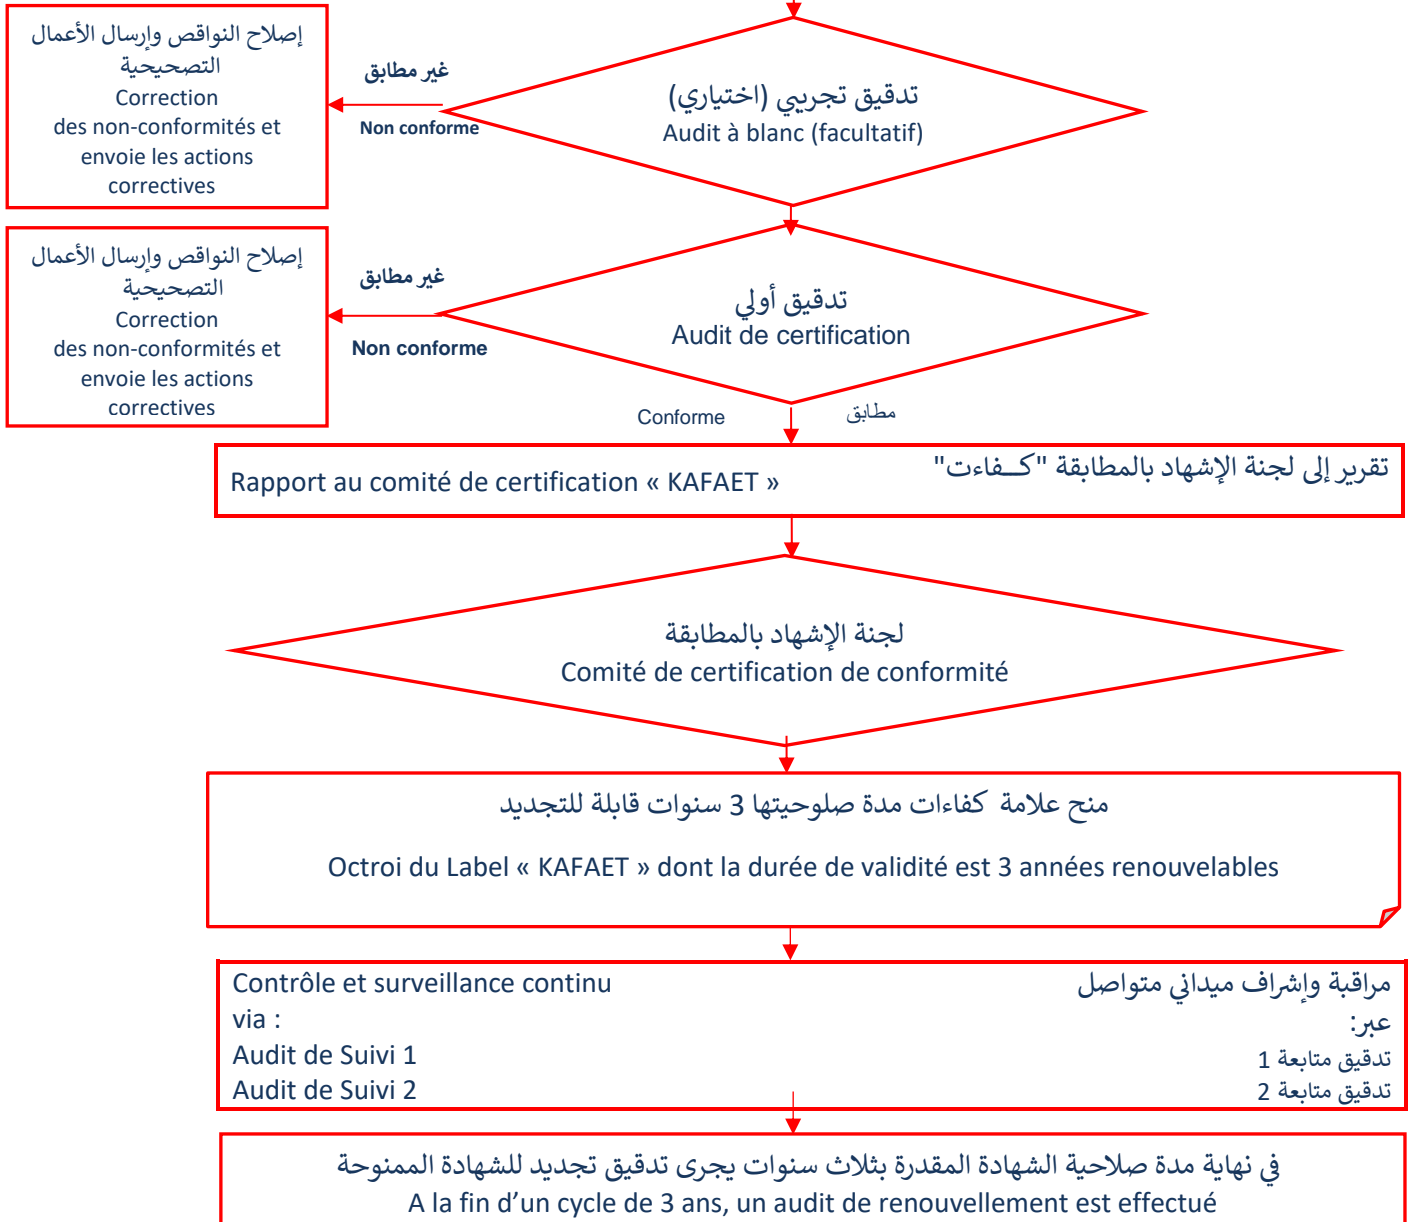 إصلاح النواقص وإرسال الأعمال
التصحيحية
Correction
des non-conformités et
envoie les actions
correctives
غير مطابق
Non conforme
تدقيق تجريبي (اختياري)
Audit à blanc (facultatif)
إصلاح النواقص وإرسال الأعمال
التصحيحية
Correction
des non-conformités et
envoie les actions
correctives
غير مطابق
Non conforme
تدقيق أولي
Audit de certification
Conforme
مطابق
Rapport au comité de certification « KAFAET »
تقرير إلى لجنة الإشهاد بالمطابقة "كـــفاءت"
لجنة الإشهاد بالمطابقة
Comité de certification de conformité
منح علامة كفاءات مدة صلوحيتها 3 سنوات قابلة للتجديد
Octroi du Label « KAFAET » dont la durée de validité est 3 années renouvelables
Contrôle et surveillance continu
via :
Audit de Suivi 1
Audit de Suivi 2
مراقبة وإشراف ميداني متواصل
عبر:
تدقيق متابعة 1
تدقيق متابعة 2
في نهاية مدة صلاحية الشهادة المقدرة بثلاث سنوات يجرى تدقيق تجديد للشهادة الممنوحة
A la fin d'un cycle de 3 ans, un audit de renouvellement est effectué